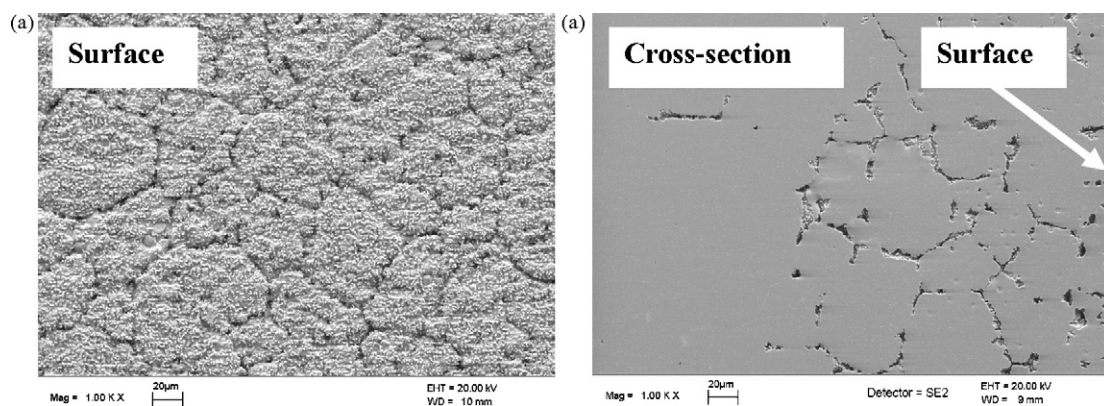 (a)
Surface
Mag = 1.00 K X
20μm
EHT = 20.00 kV
WD = 10 mm
(a)
Cross-section
Surface
Mag = 1.00 K X
20μm
Detector = SE2
EHT = 20.00 kV
WD = 9 mm